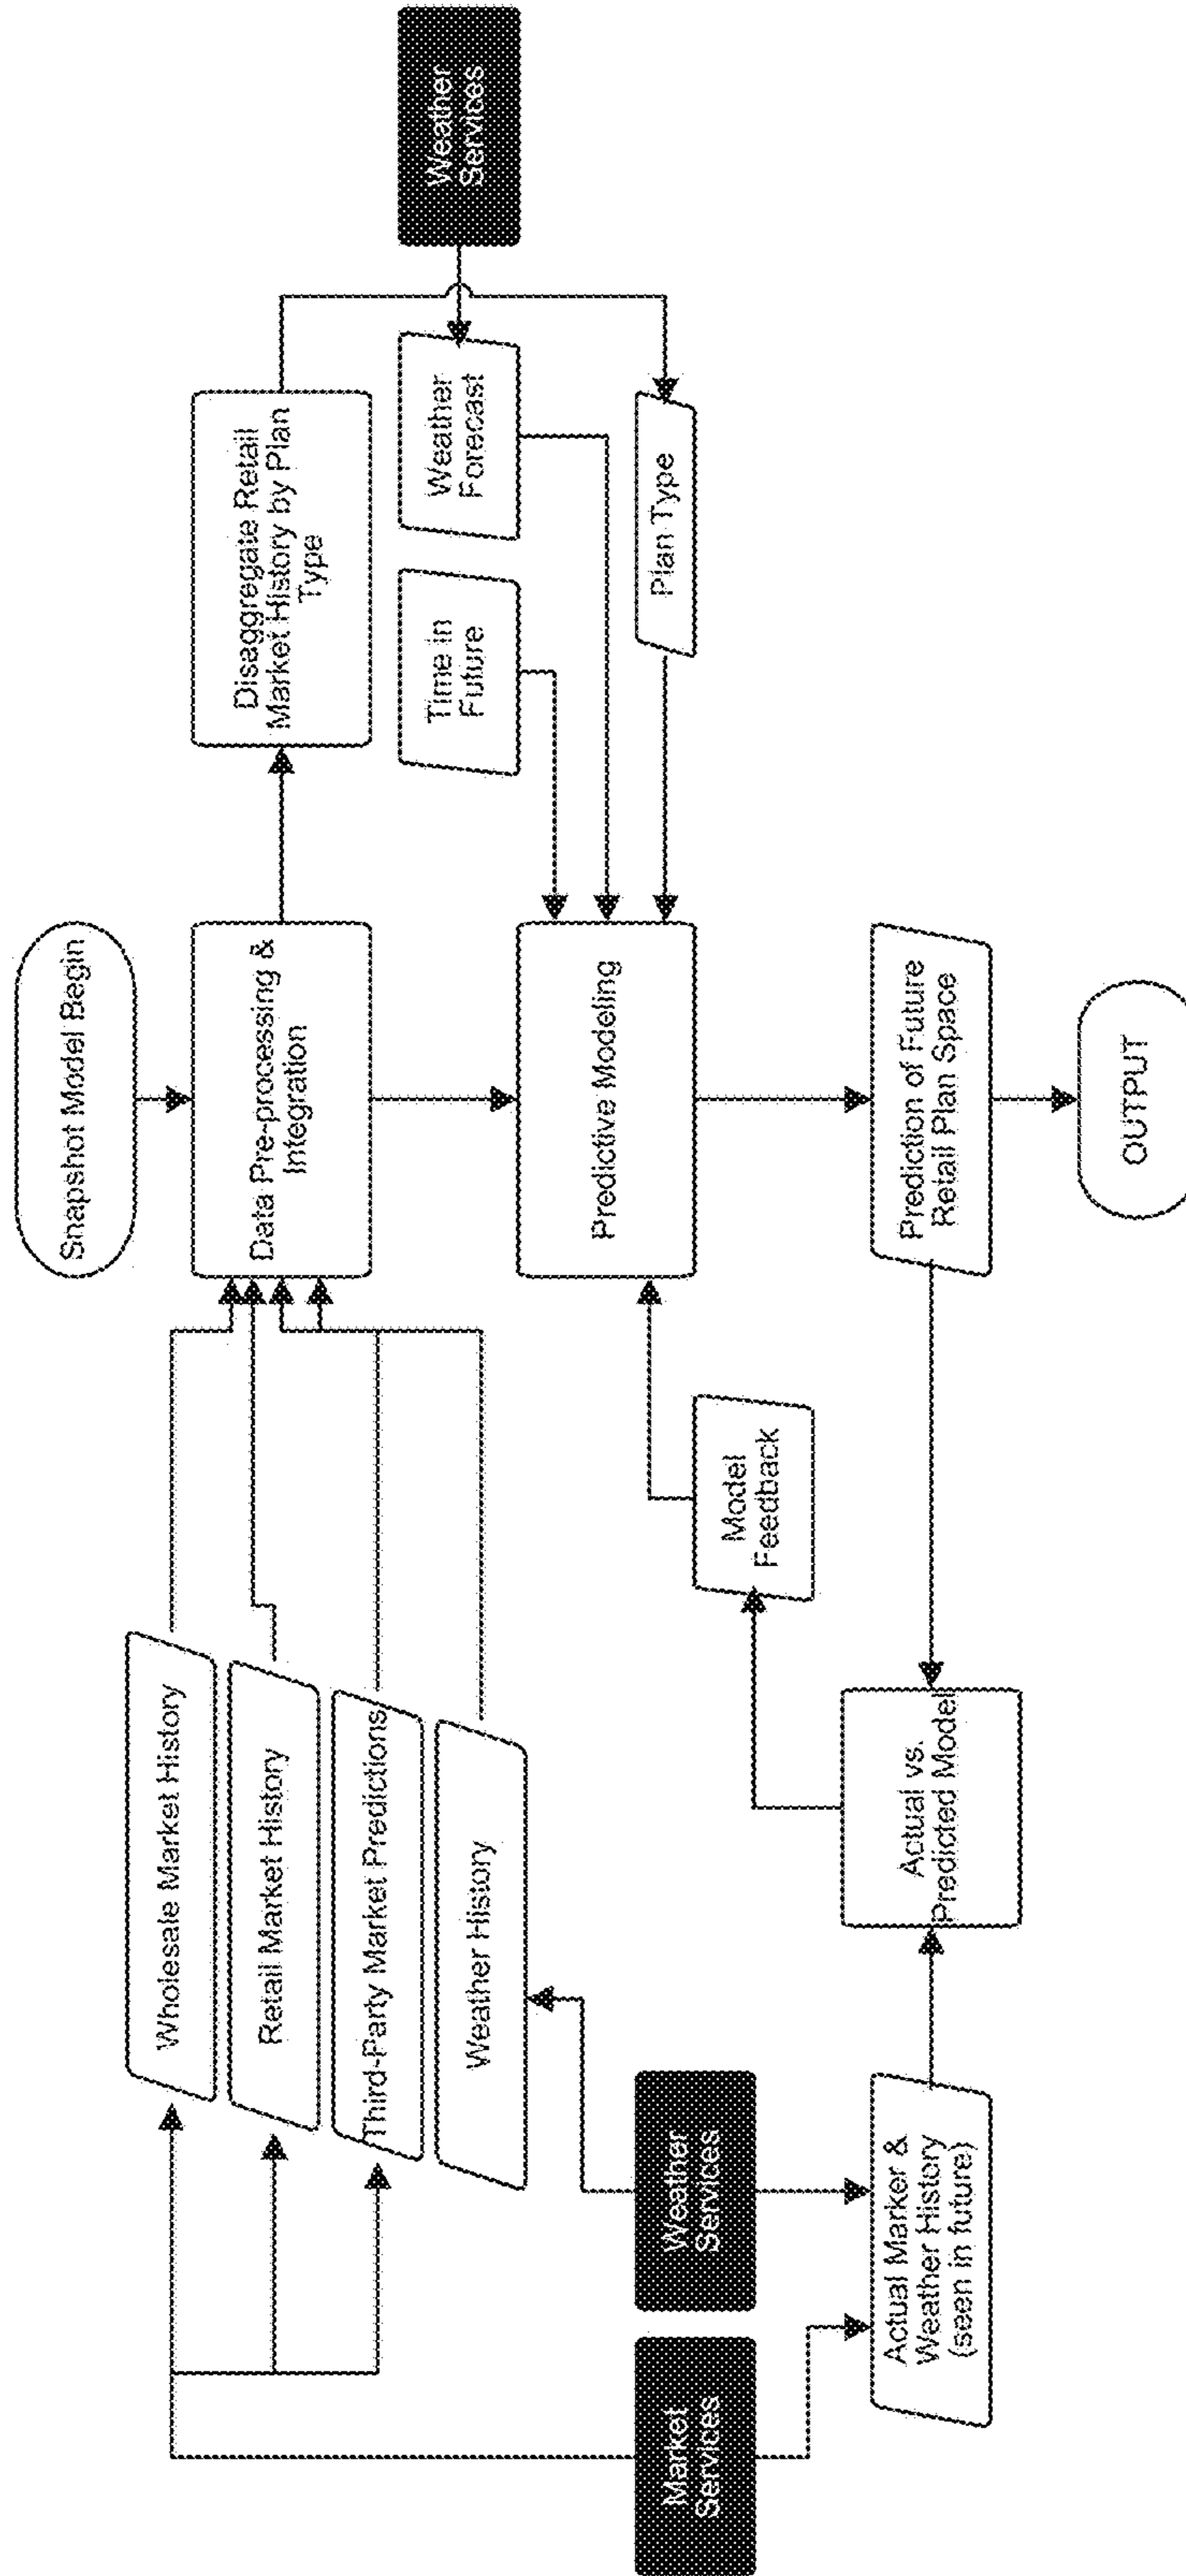 Snapshot Model Begin
Wholesale Market History
Retail Market History
Third-Party Market Predictions
Weather History
Data Pre-processing &
Integration
Disaggregate Retail
Market History by Plan
Type
Time in
Future
Weather
Forecast
Weather
Services
Plan Type
Predictive Modeling
Model
Feedback
Market
Services
Weather
Services
Actual Marker &
Weather History
(seen in future)
Actual vs.
Predicted Model
Prediction of Future
Retail Plan Space
OUTPUT